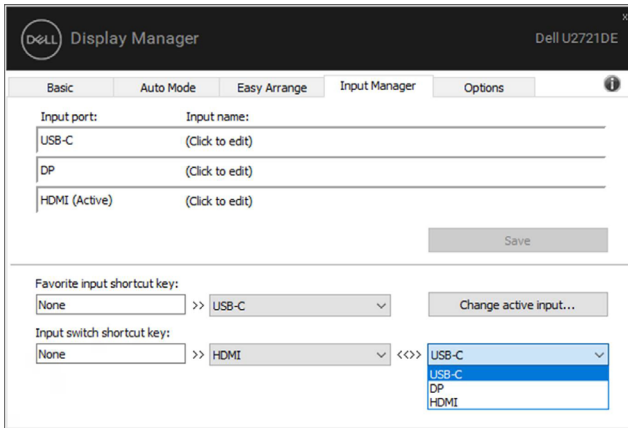 DELL Display Manager Dell U2721DE
Basic Auto Mode Easy Arrange Input Manager Options
Input port: Input name:
USB-C (Click to edit)
DP (Click to edit)
HDMI (Active) (Click to edit)
Save
Favorite input shortcut key:
None >> USB-C Change active input...
Input switch shortcut key:
None >> HDMI <<>> USB-C
USB-C
DP
HDMI